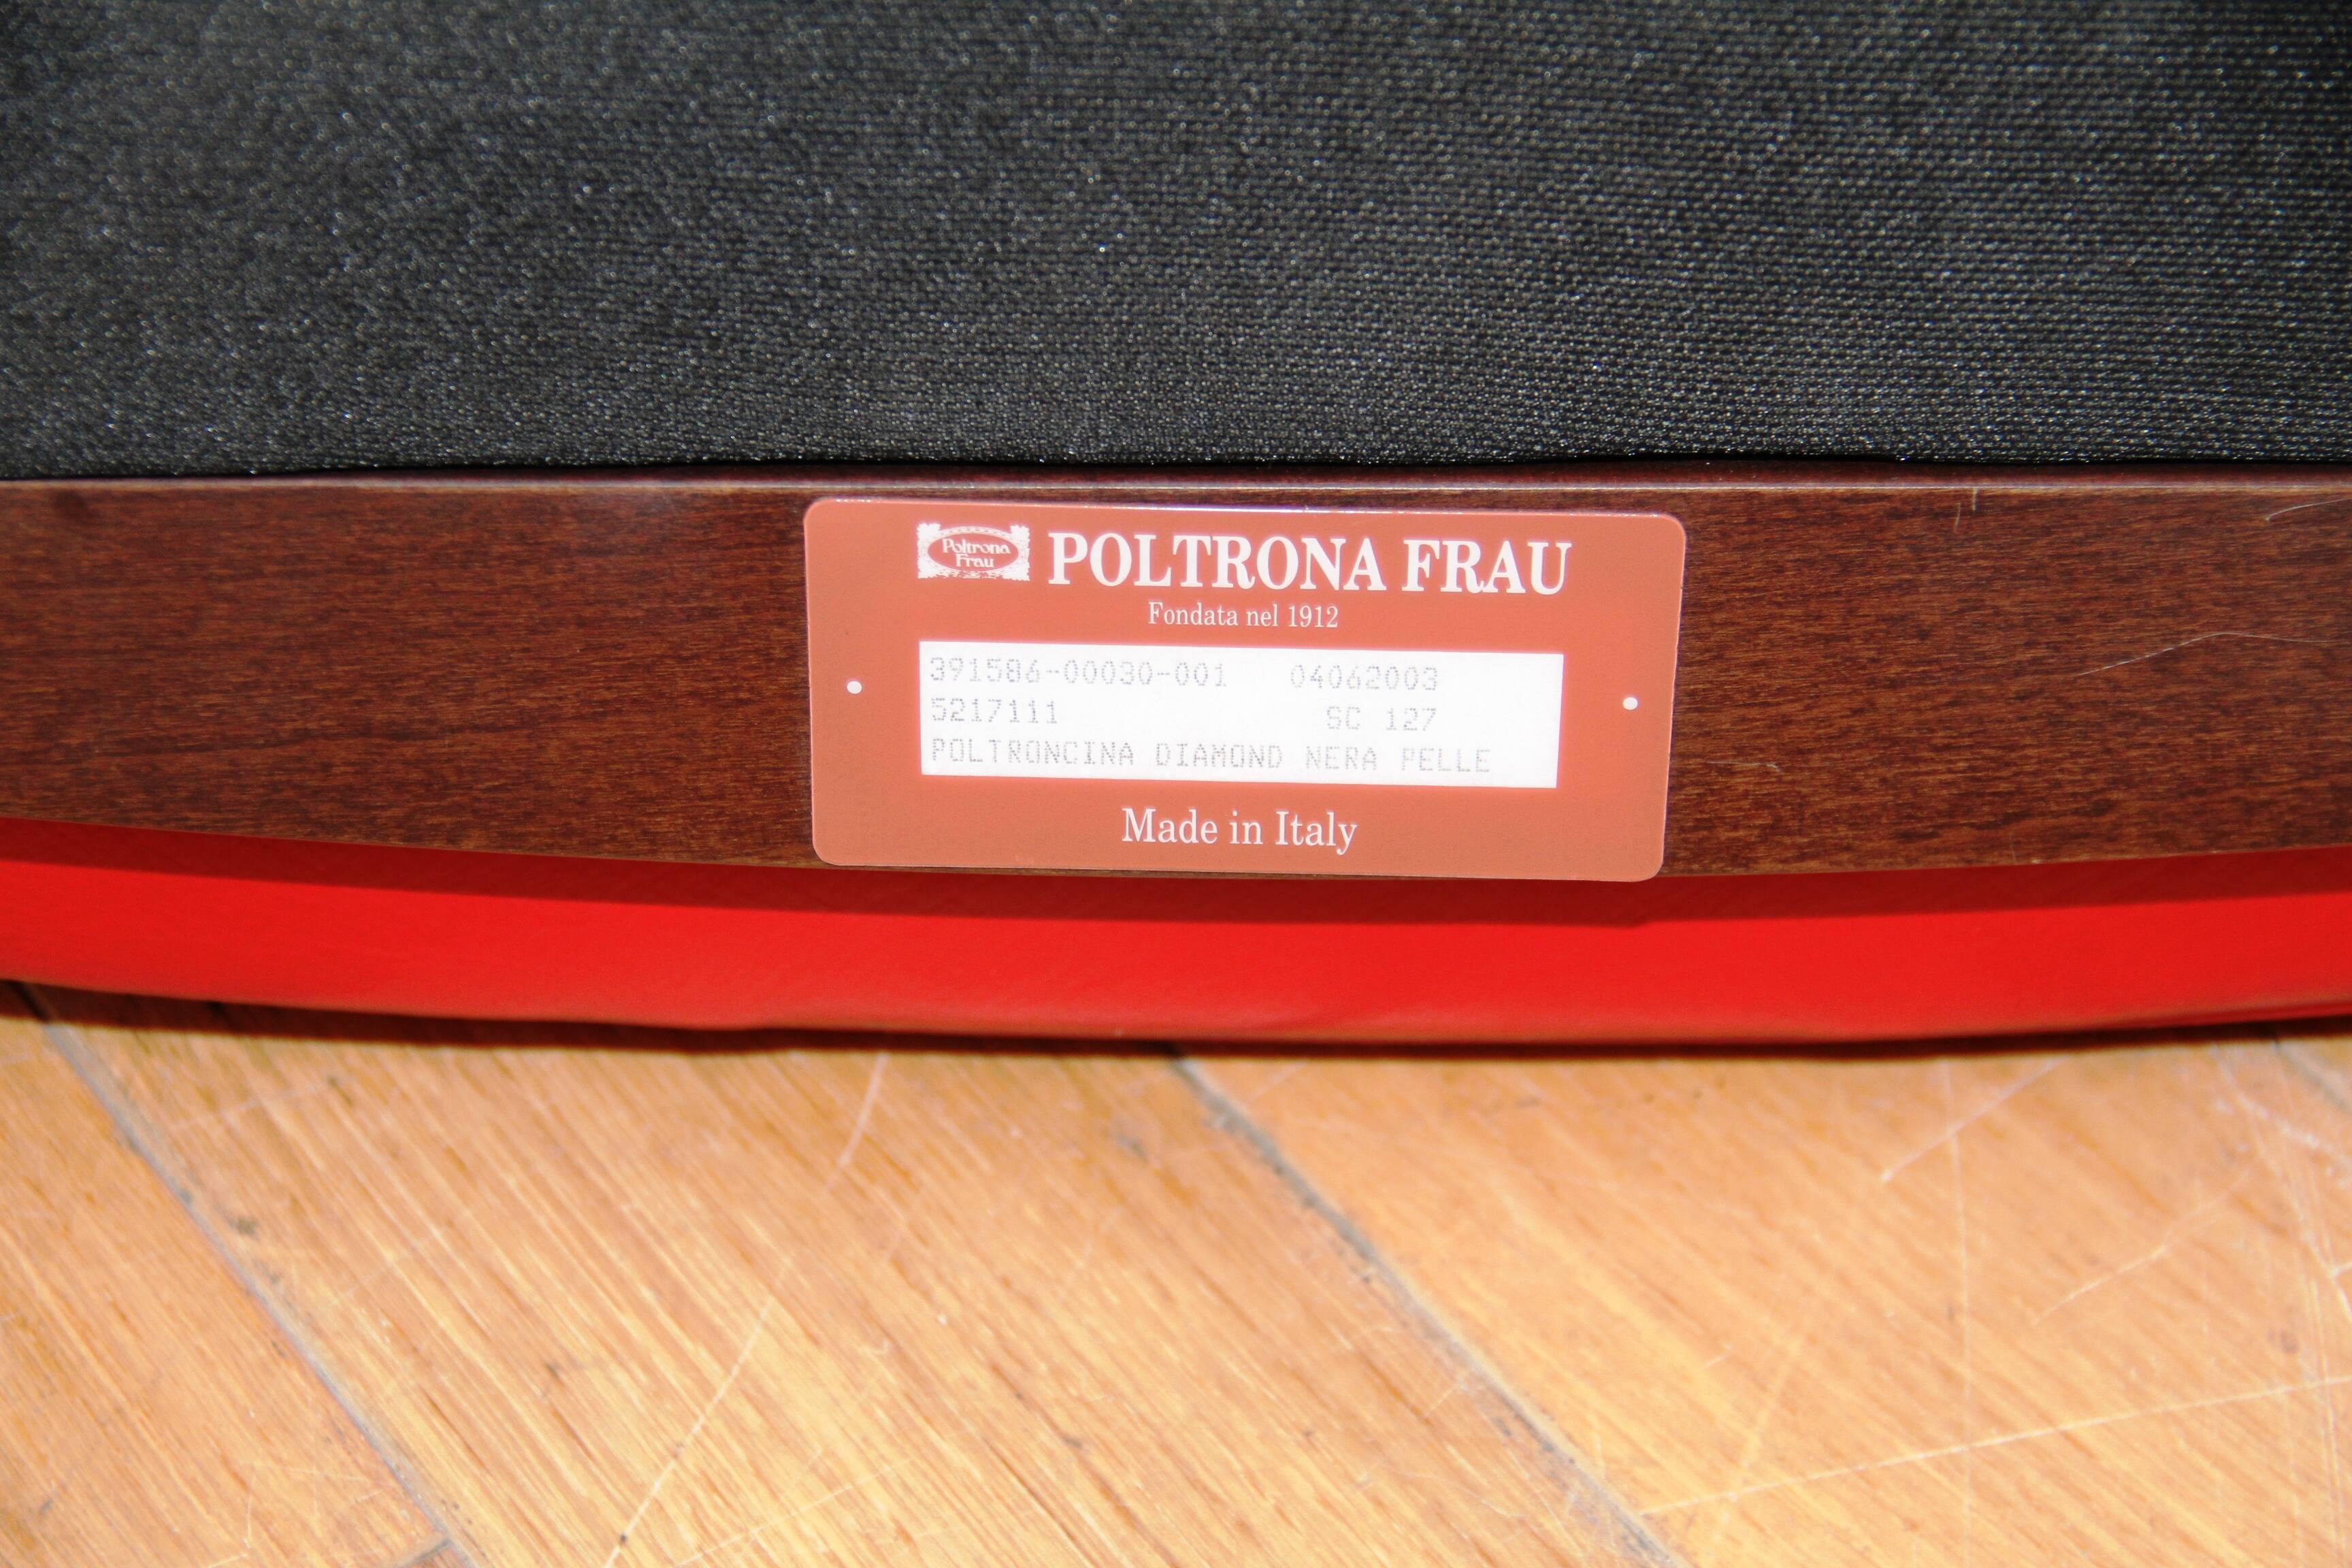 Poltrona
Frau
POLTRONA FRAU
Fondata nel 1912
391586-00030-001 04062003
5217111 SC 127
POLTRONCINA DIAMOND NERA PELLE
Made in Italy